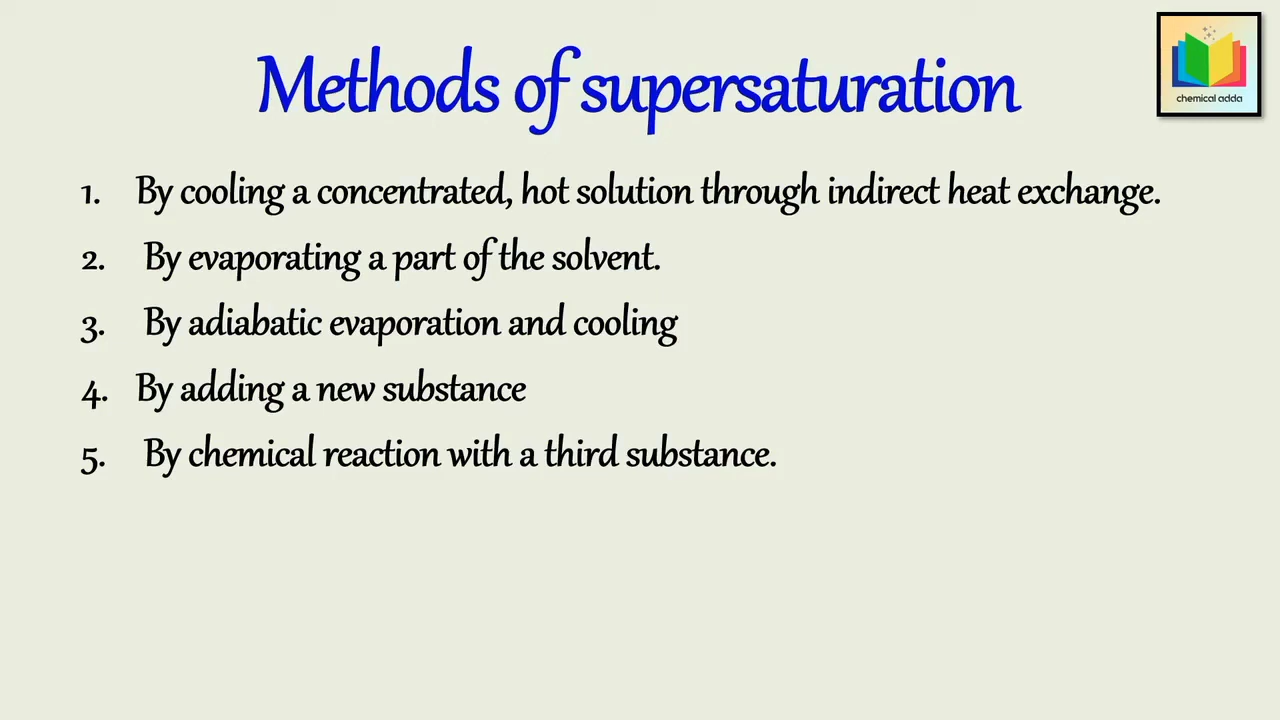 Methods of supersaturation
chemical adda
1. By cooling a concentrated, hot solution through indirect heat exchange.
2. By evaporating a part of the solvent.
3. By adiabatic evaporation and cooling
4. By adding a new substance
5. By chemical reaction with a third substance.